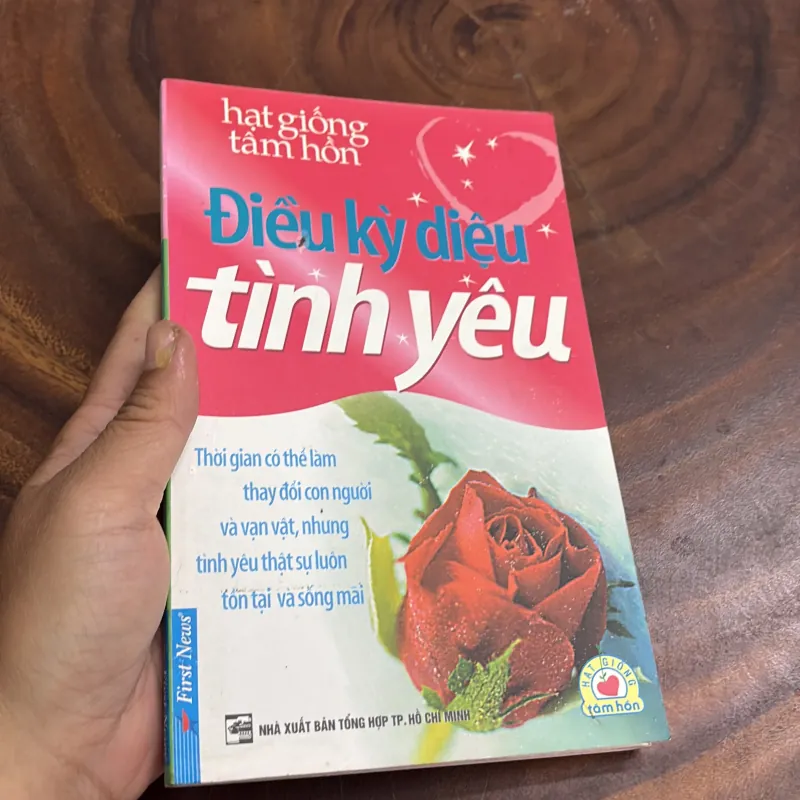 hạt giống
tâm hồn
Điều kỳ diệu
tình yêu
Thời gian có thể làm
thay đổi con người
và vạn vật, nhưng
tình yêu thật sự luôn
tồn tại và sống mãi
First News
NHÀ XUẤT BẢN TỔNG HỢP TP. HỒ CHÍ MINH
HẠT GIỐNG
tâm hồn